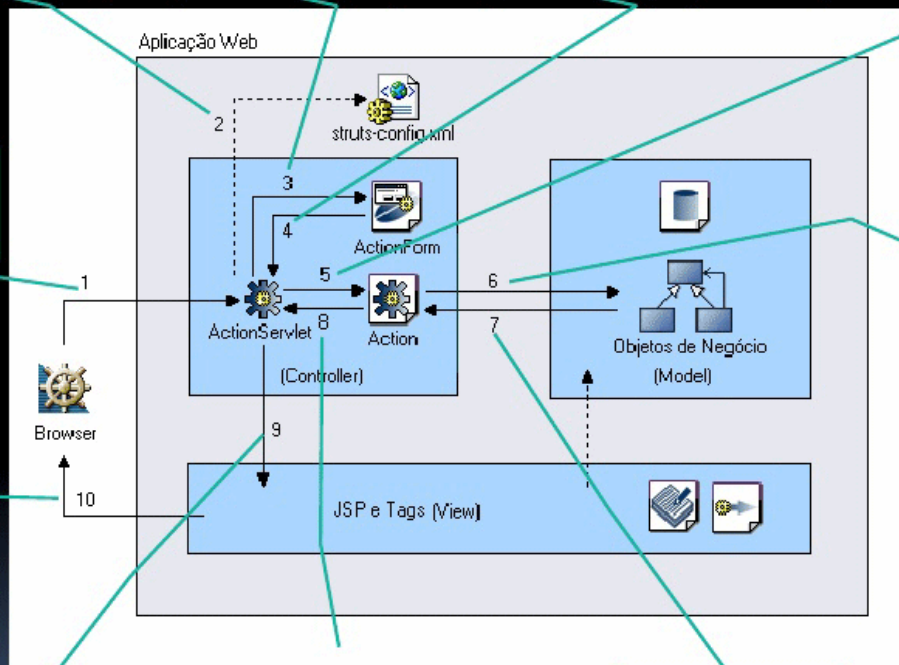 Aplicação Web
2
struts-config.xml
3
4
ActionForm
1
5
6
ActionServlet
8
Action
7
Objetos de Negócio
(Controller)
(Model)
Browser
9
10
JSP e Tags (View)